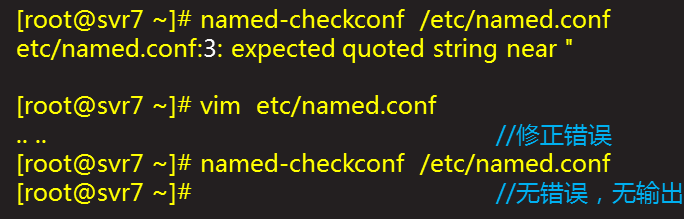 [root@svr7 ~]# named-checkconf  /etc/named.conf
etc/named.conf:3: expected quoted string near "
[root@svr7 ~]# vim  etc/named.conf
.. ..    //修正错误
[root@svr7 ~]# named-checkconf  /etc/named.conf
[root@svr7 ~]#    //无错误，无输出